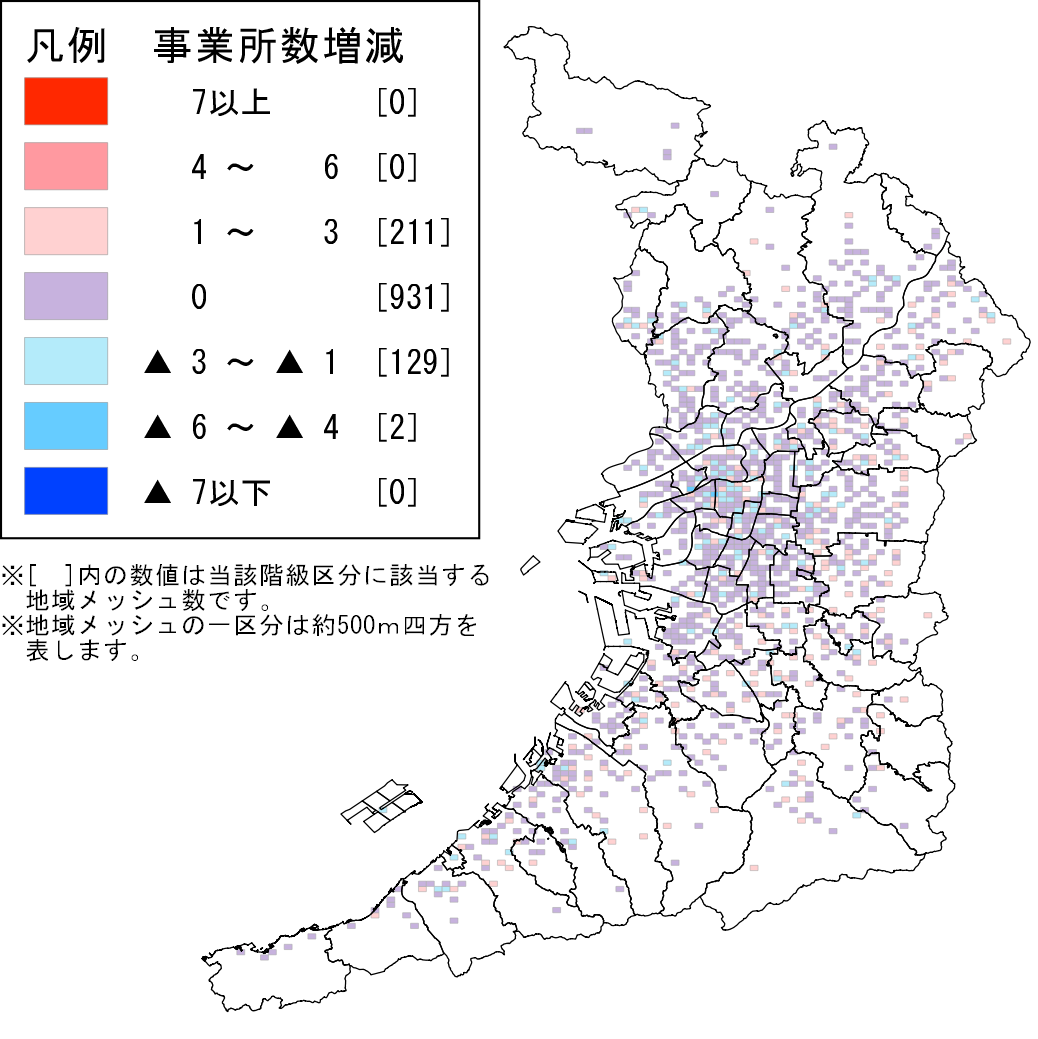 凡例 事業所数増減
7以上 [0]
4 ～ 6 [0]
1 ～ 3 [211]
0 [931]
▲ 3 ～ ▲ 1 [129]
▲ 6 ～ ▲ 4 [2]
▲ 7以下 [0]
※[ ]内の数値は当該階級区分に該当する
地域メッシュ数です。
※地域メッシュの一区分は約500m四方を
表します。